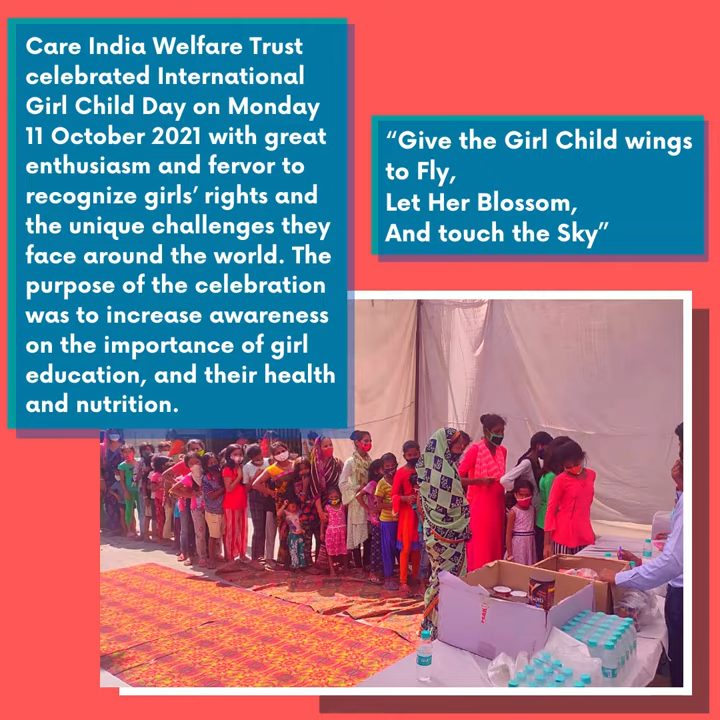 Care India Welfare Trust
celebrated International
Girl Child Day on Monday
11 October 2021 with great
enthusiasm and fervor to
recognize girls’ rights and
the unique challenges they
face around the world. The
purpose of the celebration
was to increase awareness
on the importance of girl
education, and their health
and nutrition.
“Give the Girl Child wings
to Fly,
Let Her Blossom,
And touch the Sky”